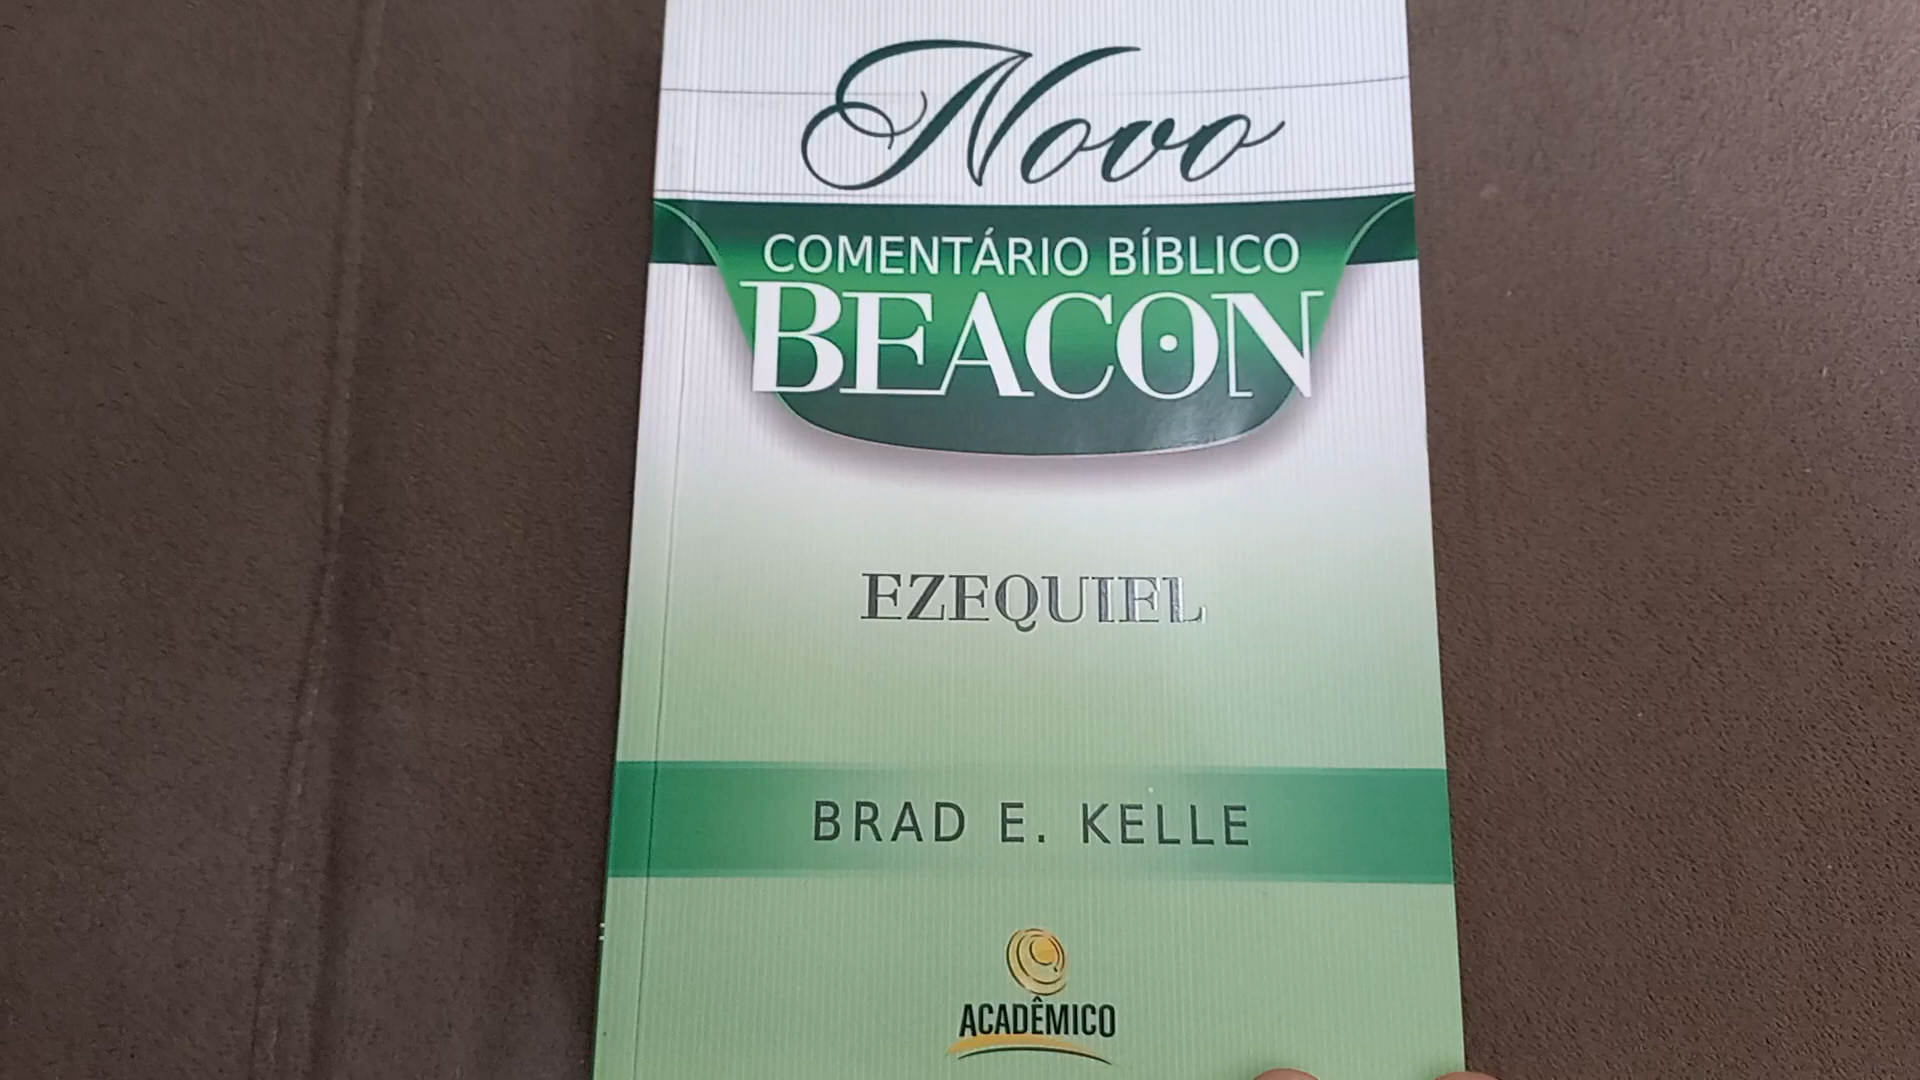 Novo
COMENTÁRIO BÍBLICO
BEACON
EZEQUIEL
BRAD E. KELLE
ACADÊMICO